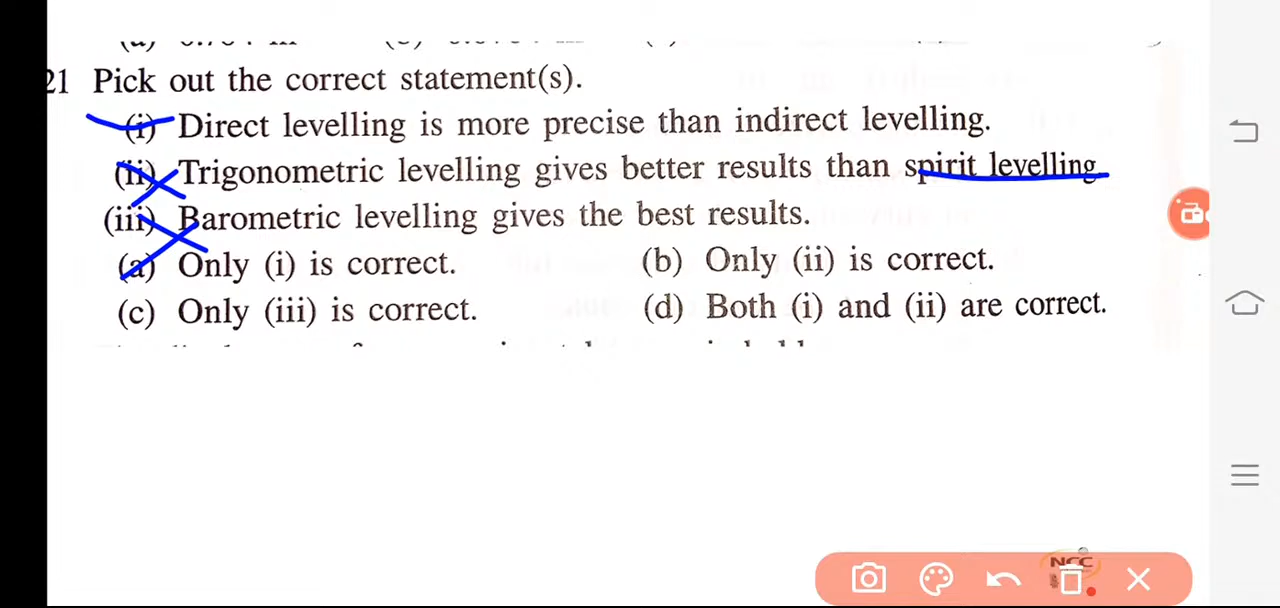 21 Pick out the correct statement(s).
(i) Direct levelling is more precise than indirect levelling.
(ii) Trigonometric levelling gives better results than spirit levelling.
(iii) Barometric levelling gives the best results.
(a) Only (i) is correct. (b) Only (ii) is correct.
(c) Only (iii) is correct. (d) Both (i) and (ii) are correct.
NCC